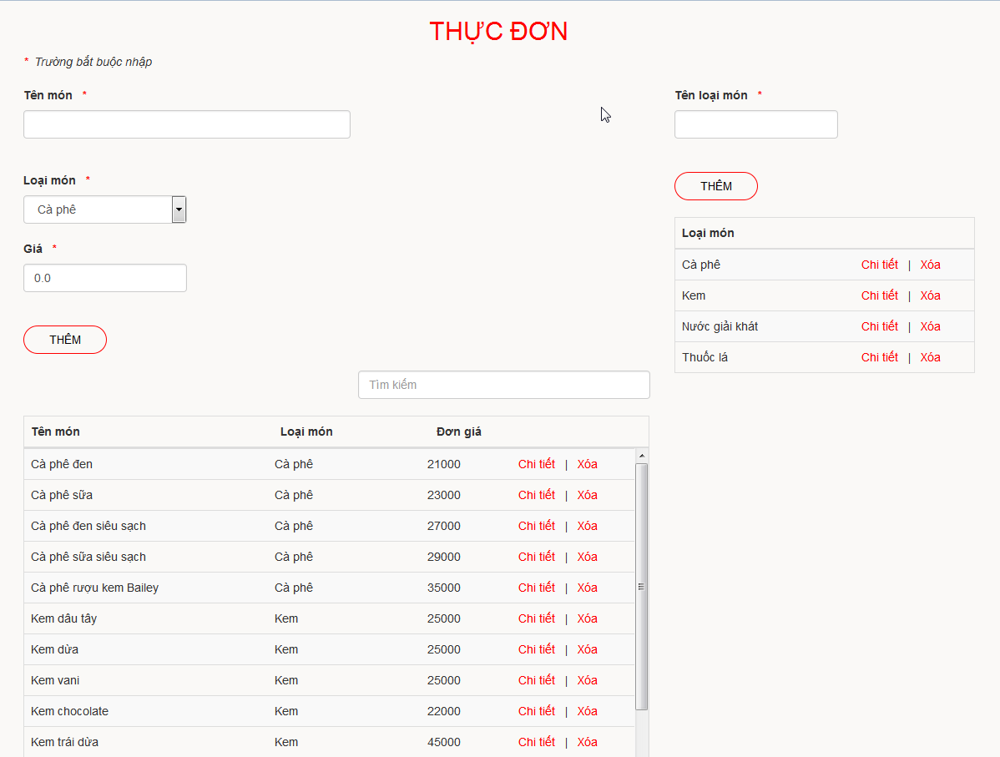 THỰC ĐƠN
* Trường bắt buộc nhập
Tên món *
Loại món *
Cà phê
Giá *
0.0
THÊM
Tìm kiếm
Tên món Loại món Đơn giá
Cà phê đen Cà phê 21000 Chi tiết | Xóa
Cà phê sữa Cà phê 23000 Chi tiết | Xóa
Cà phê đen siêu sạch Cà phê 27000 Chi tiết | Xóa
Cà phê sữa siêu sạch Cà phê 29000 Chi tiết | Xóa
Cà phê rượu kem Bailey Cà phê 35000 Chi tiết | Xóa
Kem dâu tây Kem 25000 Chi tiết | Xóa
Kem dừa Kem 25000 Chi tiết | Xóa
Kem vani Kem 25000 Chi tiết | Xóa
Kem chocolate Kem 22000 Chi tiết | Xóa
Kem trái dừa Kem 45000 Chi tiết | Xóa
Tên loại món *
THÊM
Loại món
Cà phê Chi tiết | Xóa
Kem Chi tiết | Xóa
Nước giải khát Chi tiết | Xóa
Thuốc lá Chi tiết | Xóa